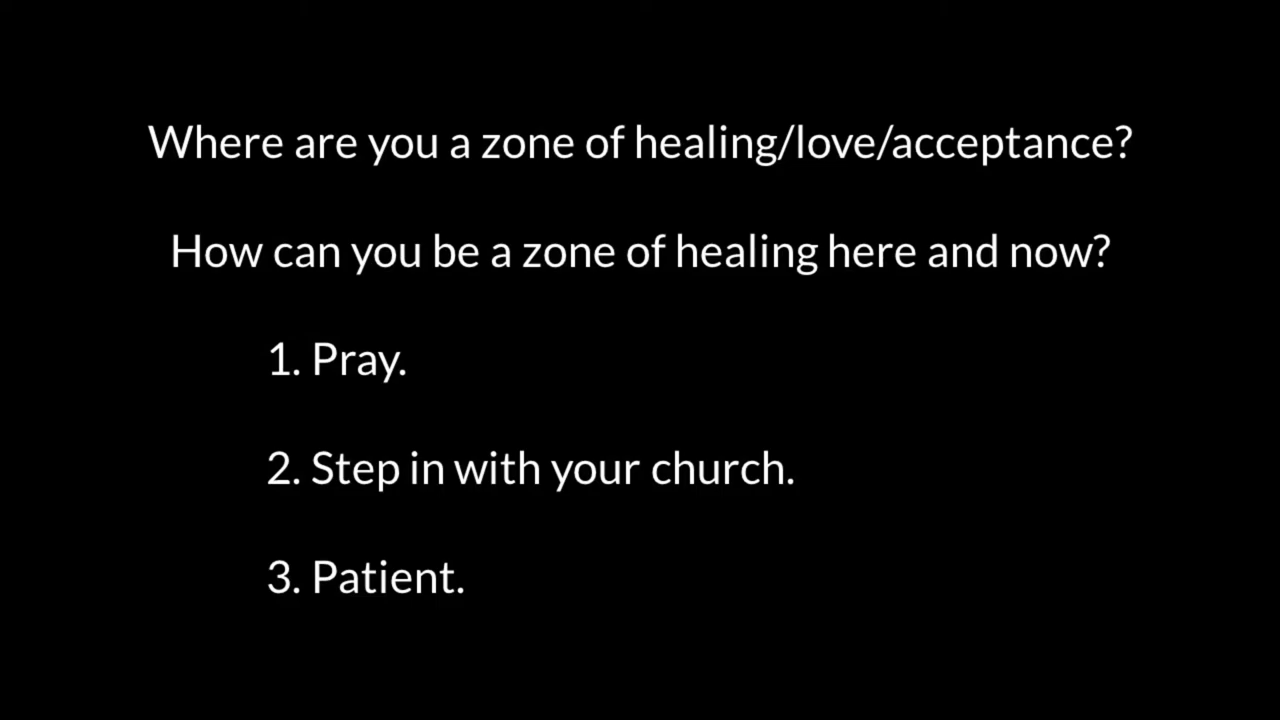 Where are you a zone of healing/love/acceptance?
How can you be a zone of healing here and now?
1. Pray.
2. Step in with your church.
3. Patient.